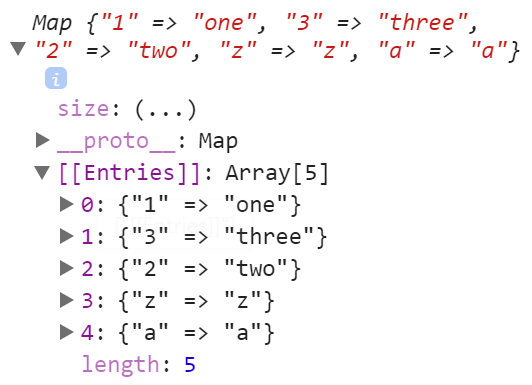 Map {"1" => "one", "3" => "three",
▼ "2" => "two", "z" => "z", "a" => "a"}
i
size: (...)
▶ __proto__: Map
▼ [[Entries]]: Array[5]
▶ 0: {"1" => "one"}
▶ 1: {"3" => "three"}
▶ 2: {"2" => "two"}
▶ 3: {"z" => "z"}
▶ 4: {"a" => "a"}
length: 5